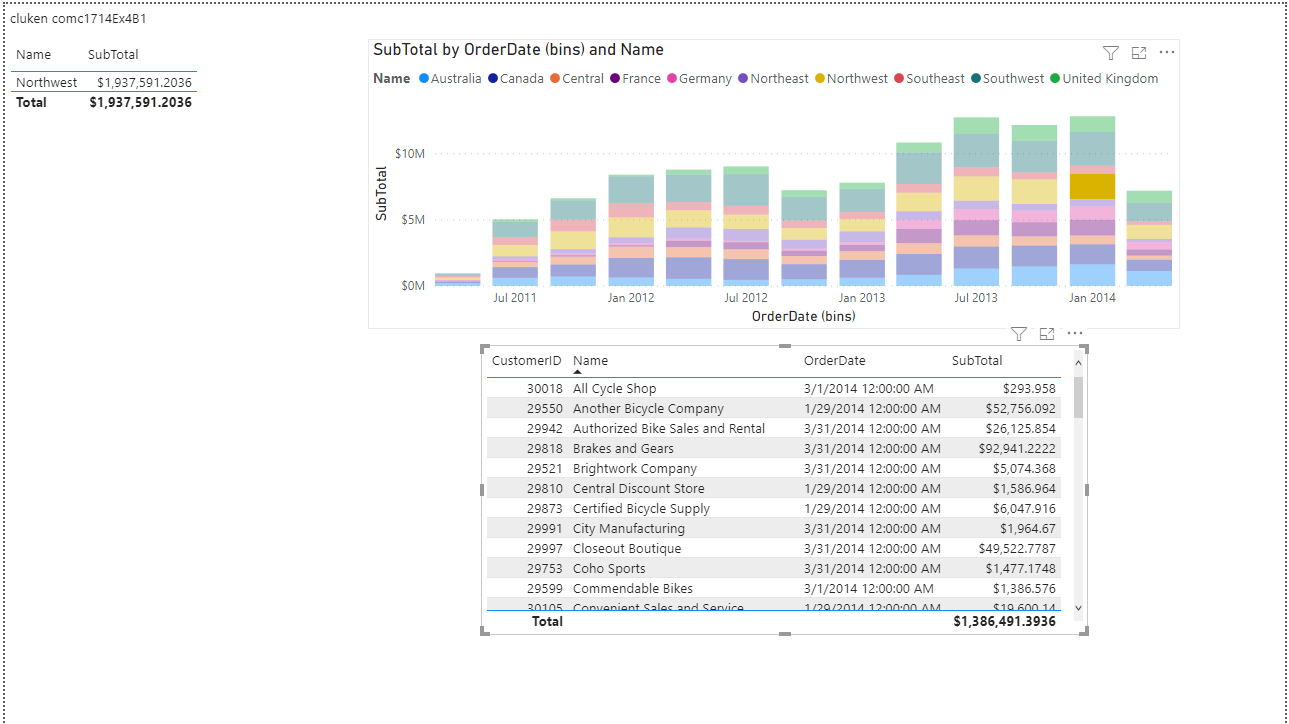 cluken comc1714Ex4B1
Name SubTotal
Northwest $1,937,591.2036
Total $1,937,591.2036
SubTotal by OrderDate (bins) and Name
Name Australia Canada Central France Germany Northeast Northwest Southeast Southwest United Kingdom
$10M
$5M
$0M
SubTotal
Jul 2011 Jan 2012 Jul 2012 Jan 2013 Jul 2013 Jan 2014
OrderDate (bins)
CustomerID Name OrderDate SubTotal
30018 All Cycle Shop 3/1/2014 12:00:00 AM $293.958
29550 Another Bicycle Company 1/29/2014 12:00:00 AM $52,756.092
29942 Authorized Bike Sales and Rental 3/31/2014 12:00:00 AM $26,125.854
29818 Brakes and Gears 3/31/2014 12:00:00 AM $92,941.2222
29521 Brightwork Company 3/31/2014 12:00:00 AM $5,074.368
29810 Central Discount Store 1/29/2014 12:00:00 AM $1,586.964
29873 Certified Bicycle Supply 1/29/2014 12:00:00 AM $6,047.916
29991 City Manufacturing 3/31/2014 12:00:00 AM $1,964.67
29997 Closeout Boutique 3/31/2014 12:00:00 AM $49,522.7787
29753 Coho Sports 3/31/2014 12:00:00 AM $1,477.1748
29599 Commendable Bikes 3/1/2014 12:00:00 AM $1,386.576
30105 Convenient Sales and Service 1/29/2014 12:00:00 AM $19,600.14
Total $1,386,491.3936